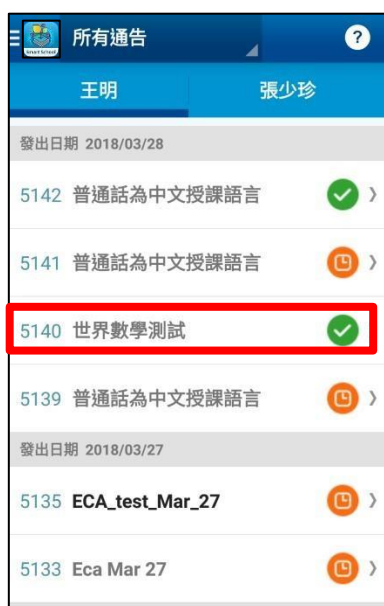 所有通告
?
王明
張少珍
發出日期 2018/03/28
5142 普通話為中文授課語言
5141 普通話為中文授課語言
5140 世界數學測試
5139 普通話為中文授課語言
發出日期 2018/03/27
5135 ECA_test_Mar_27
5133 Eca Mar 27